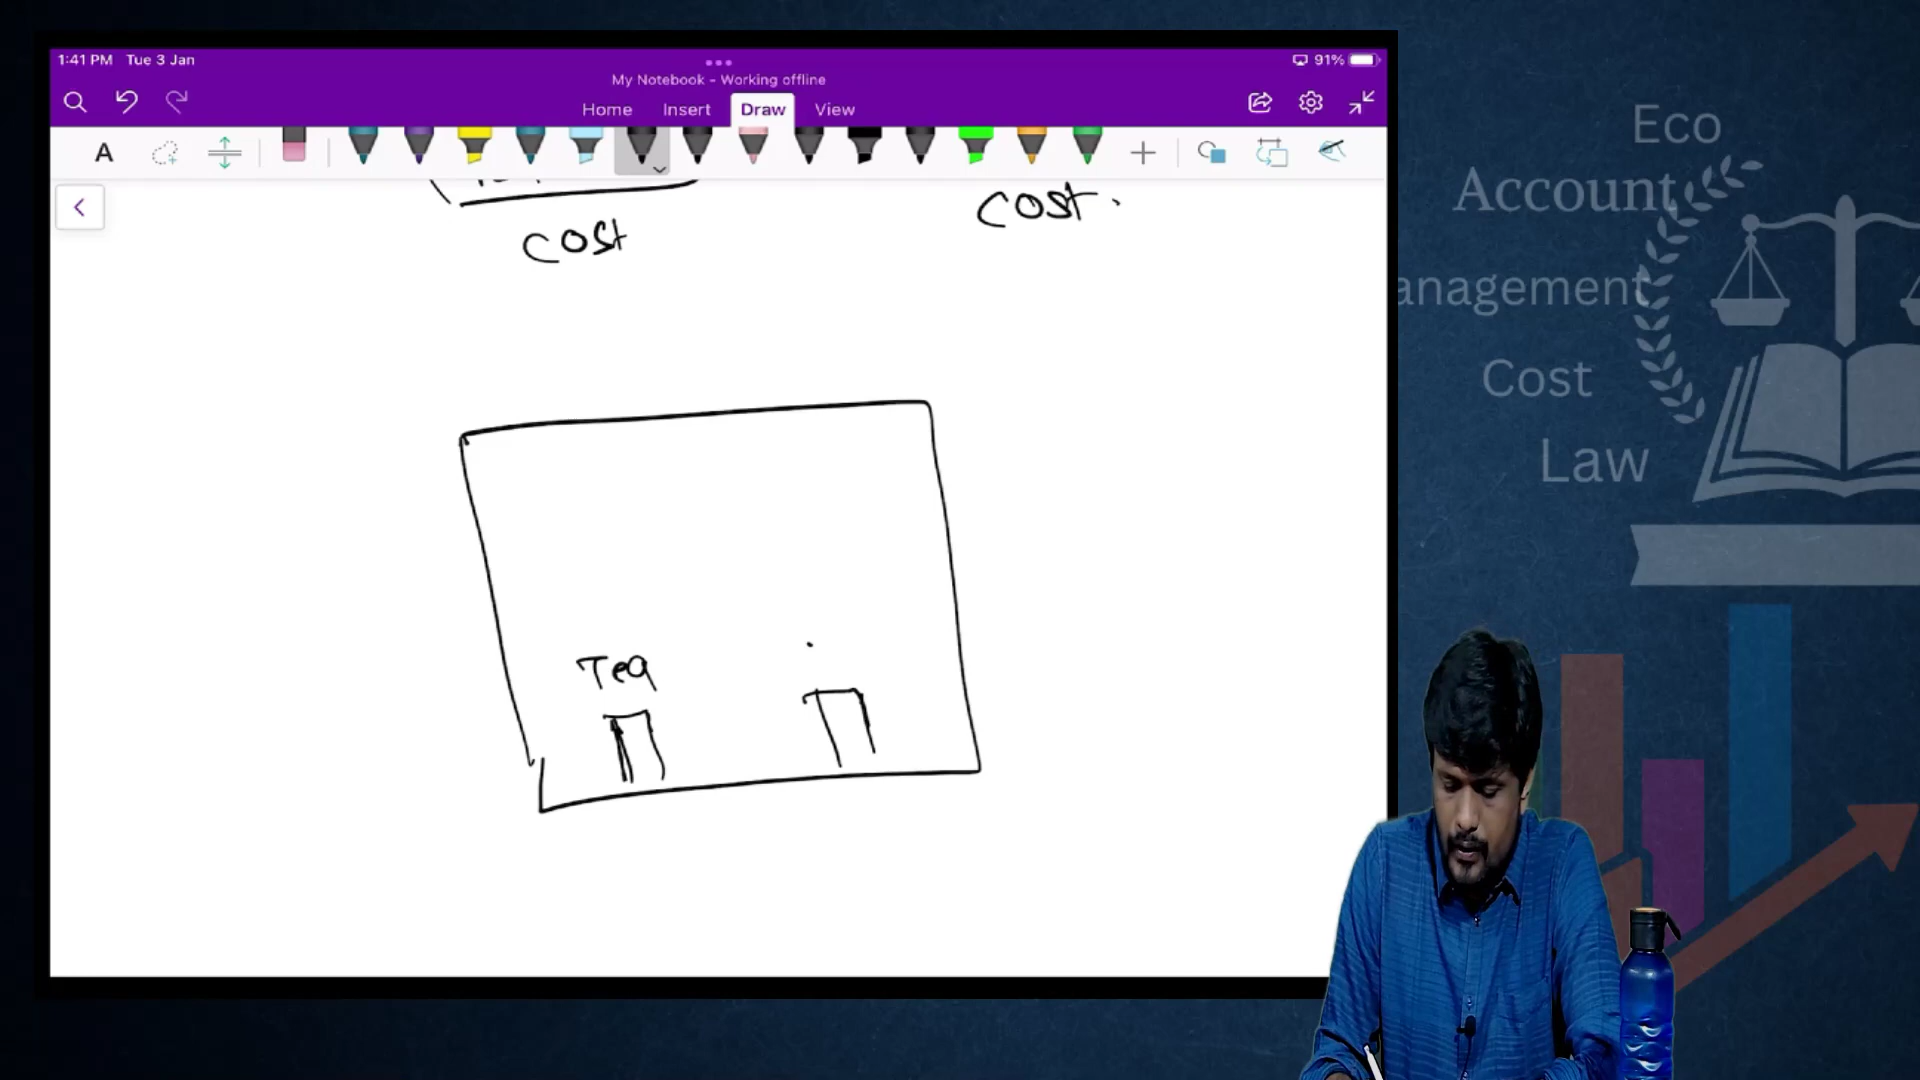 1:41 PM Tue 3 Jan
91%
My Notebook - Working offline
Home Insert Draw View
A
cost
cost.
Tea
Eco
Account
anagement
Cost
Law